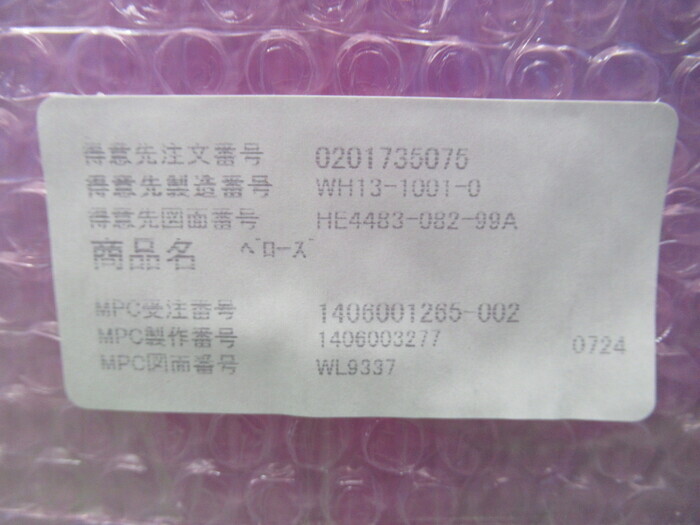 得意先注文番号 0201735075
得意先製造番号 WH13-1001-0
得意先図面番号 HE4483-082-99A
商品名 ベローズ
MPC受注番号 1406001265-002
MPC製作番号 1406003277 0724
MPC図面番号 WL9337